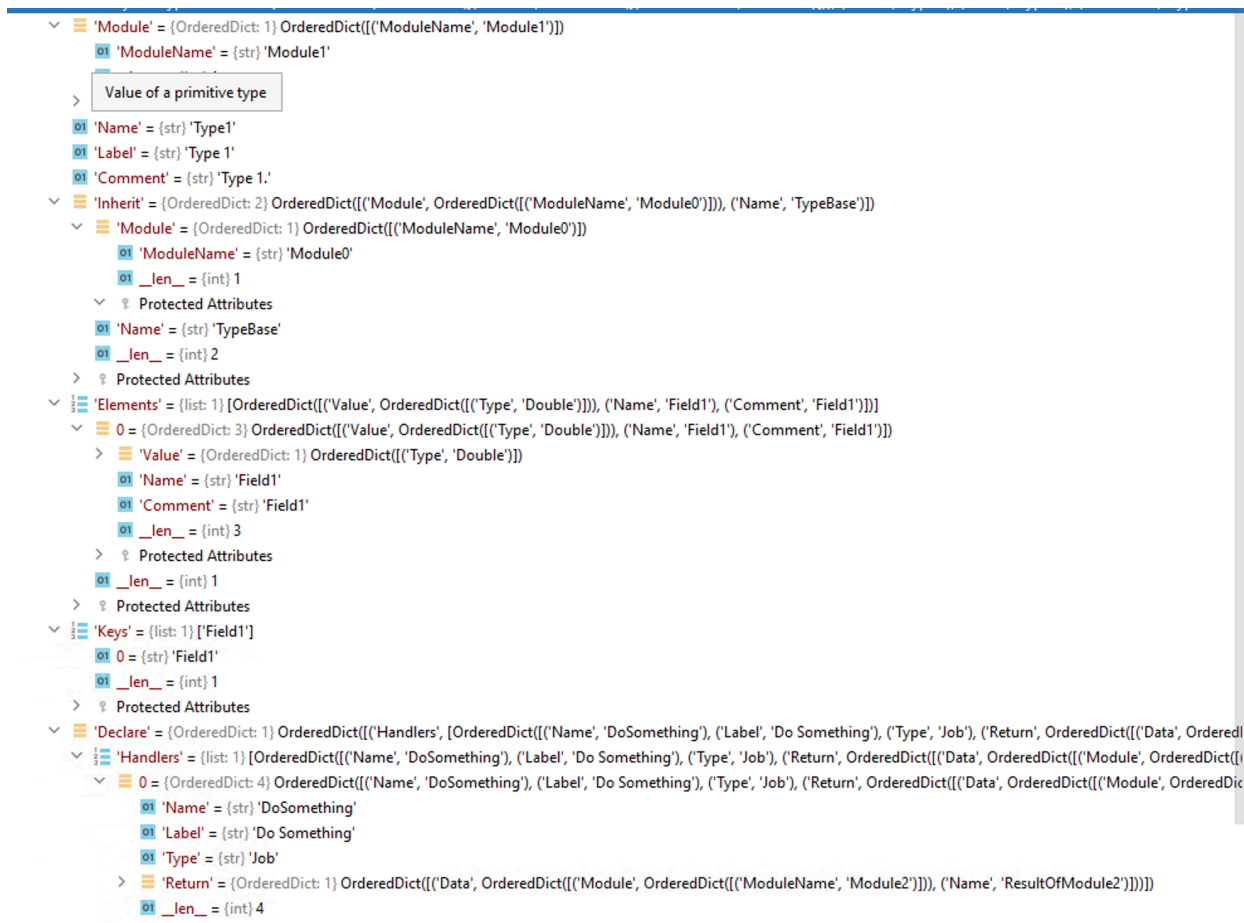 'Module' = {OrderedDict: 1} OrderedDict([('ModuleName', 'Module1')])
01 'ModuleName' = {str} 'Module1'
Value of a primitive type
01 'Name' = {str} 'Type1'
01 'Label' = {str} 'Type 1'
01 'Comment' = {str} 'Type 1.'
'Inherit' = {OrderedDict: 2} OrderedDict([('Module', OrderedDict([('ModuleName', 'Module0')])), ('Name', 'TypeBase')])
'Module' = {OrderedDict: 1} OrderedDict([('ModuleName', 'Module0')])
01 'ModuleName' = {str} 'Module0'
01 __len__ = {int} 1
Protected Attributes
01 'Name' = {str} 'TypeBase'
01 __len__ = {int} 2
Protected Attributes
'Elements' = {list: 1} [OrderedDict([('Value', OrderedDict([('Type', 'Double')])), ('Name', 'Field1'), ('Comment', 'Field1')])]
0 = {OrderedDict: 3} OrderedDict([('Value', OrderedDict([('Type', 'Double')])), ('Name', 'Field1'), ('Comment', 'Field1')])
'Value' = {OrderedDict: 1} OrderedDict([('Type', 'Double')])
01 'Name' = {str} 'Field1'
01 'Comment' = {str} 'Field1'
01 __len__ = {int} 3
Protected Attributes
01 __len__ = {int} 1
Protected Attributes
'Keys' = {list: 1} ['Field1']
01 0 = {str} 'Field1'
01 __len__ = {int} 1
Protected Attributes
'Declare' = {OrderedDict: 1} OrderedDict([('Handlers', [OrderedDict([('Name', 'DoSomething'), ('Label', 'Do Something'), ('Type', 'Job'), ('Return', OrderedDict([('Data', Ordered
'Handlers' = {list: 1} [OrderedDict([('Name', 'DoSomething'), ('Label', 'Do Something'), ('Type', 'Job'), ('Return', OrderedDict([('Data', OrderedDict([('Module', OrderedDict([(
0 = {OrderedDict: 4} OrderedDict([('Name', 'DoSomething'), ('Label', 'Do Something'), ('Type', 'Job'), ('Return', OrderedDict([('Data', OrderedDict([('Module', OrderedDic
01 'Name' = {str} 'DoSomething'
01 'Label' = {str} 'Do Something'
01 'Type' = {str} 'Job'
'Return' = {OrderedDict: 1} OrderedDict([('Data', OrderedDict([('Module', OrderedDict([('ModuleName', 'Module2')])), ('Name', 'ResultOfModule2')]))])
01 __len__ = {int} 4